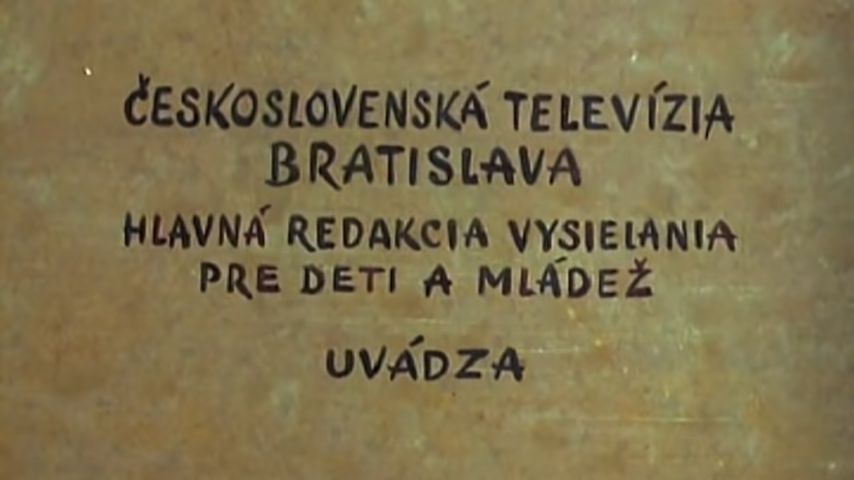 ČESKOSLOVENSKÁ TELEVÍZIA
BRATISLAVA
HLAVNÁ REDAKCIA VYSIELANIA
PRE DETI A MLÁDEŽ
UVÁDZA